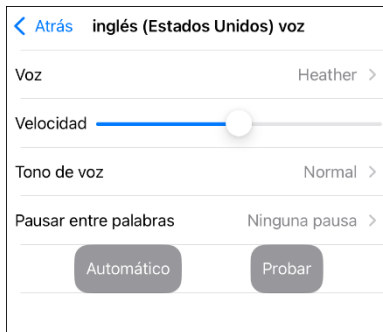 Atrás inglés (Estados Unidos) voz
Voz Heather
Velocidad
Tono de voz Normal
Pausar entre palabras Ninguna pausa
Automático Probar